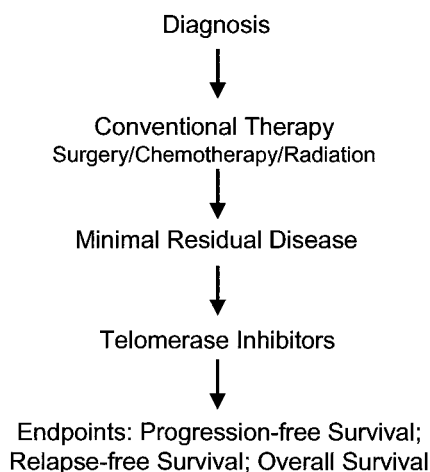 Diagnosis
Conventional Therapy
Surgery/Chemotherapy/Radiation
Minimal Residual Disease
Telomerase Inhibitors
Endpoints: Progression-free Survival;
Relapse-free Survival; Overall Survival